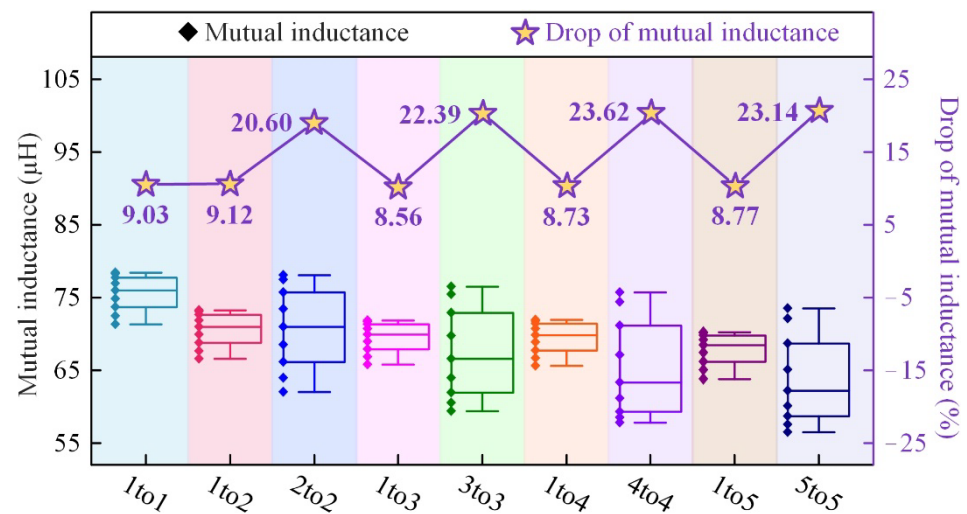 Mutual inductance
Drop of mutual inductance
105
95
85
75
65
55
Mutual inductance (μH)
25
15
5
−5
−15
−25
Drop of mutual
inductance (%)
9.03
9.12
20.60
8.56
22.39
8.73
23.62
8.77
23.14
1to1
1to2
2to2
1to3
3to3
1to4
4to4
1to5
5to5